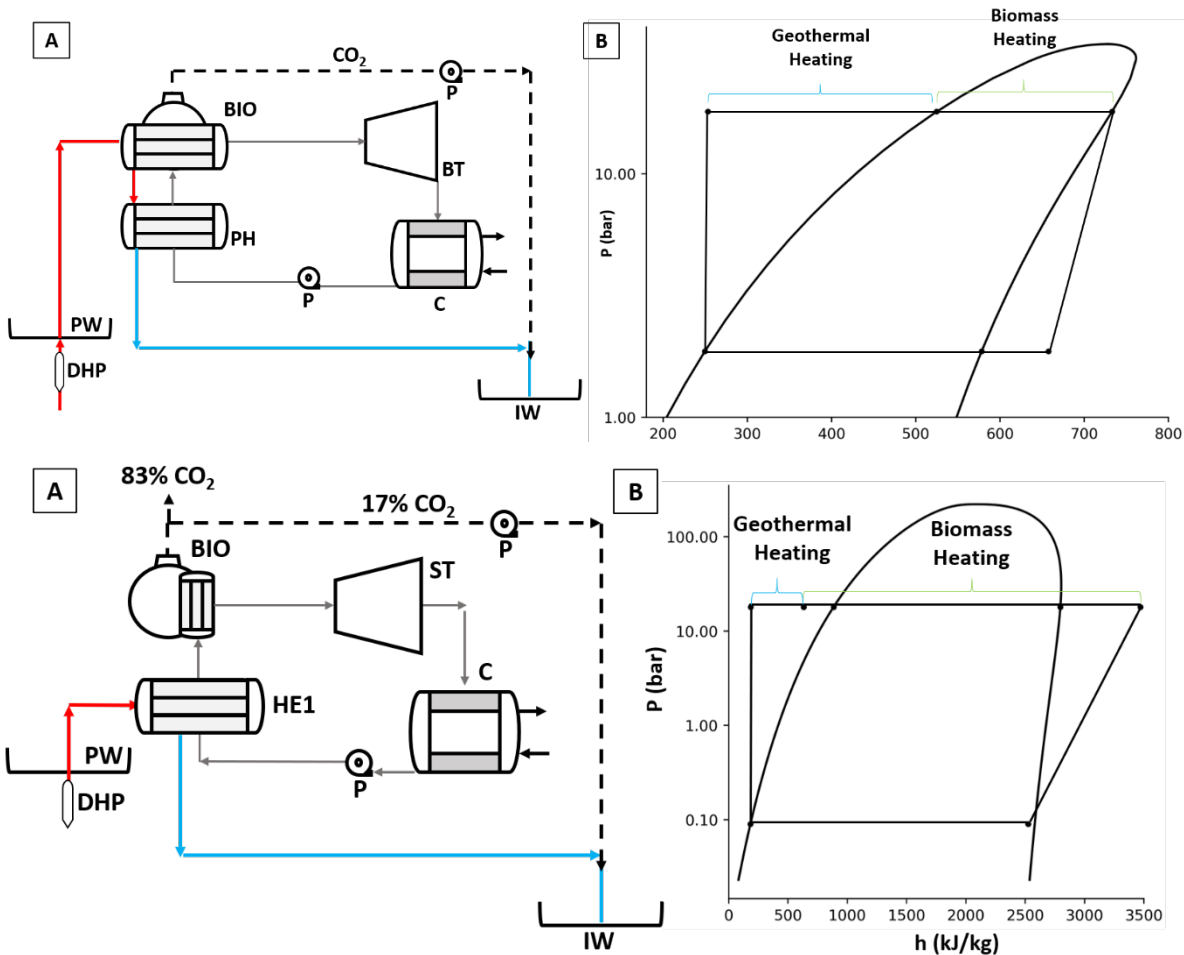 A
CO₂
P
BIO
BT
PH
P
C
PW
DHP
IW
B
Geothermal
Heating
Biomass
Heating
P (bar)
10.00
1.00
200 300 400 500 600 700 800
A
83% CO₂
17% CO₂
P
BIO
ST
C
HE1
PW
P
DHP
IW
B
Geothermal
Heating
Biomass
Heating
P (bar)
100.00
10.00
1.00
0.10
0 500 1000 1500 2000 2500 3000 3500
h (kJ/kg)